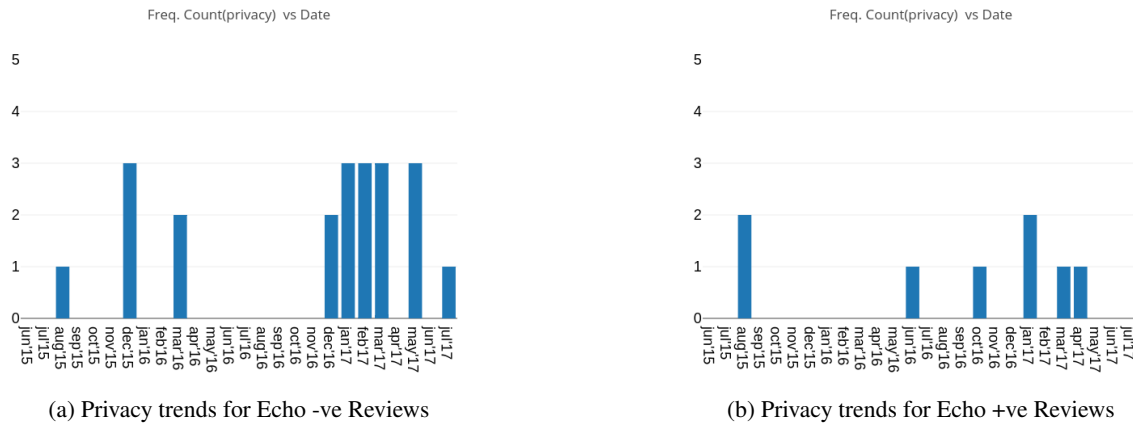 Freq. Count(privacy) vs Date
5
4
3
2
1
0
jun'15
jul'15
aug'15
sep'15
oct'15
nov'15
dec'15
jan'16
feb'16
mar'16
apr'16
may'16
jun'16
jul'16
aug'16
sep'16
oct'16
nov'16
dec'16
jan'17
feb'17
mar'17
apr'17
may'17
jun'17
jul'17
(a) Privacy trends for Echo -ve Reviews
Freq. Count(privacy) vs Date
5
4
3
2
1
0
jun'15
jul'15
aug'15
sep'15
oct'15
nov'15
dec'15
jan'16
feb'16
mar'16
apr'16
may'16
jun'16
jul'16
aug'16
sep'16
oct'16
nov'16
dec'16
jan'17
feb'17
mar'17
apr'17
may'17
jun'17
jul'17
(b) Privacy trends for Echo +ve Reviews